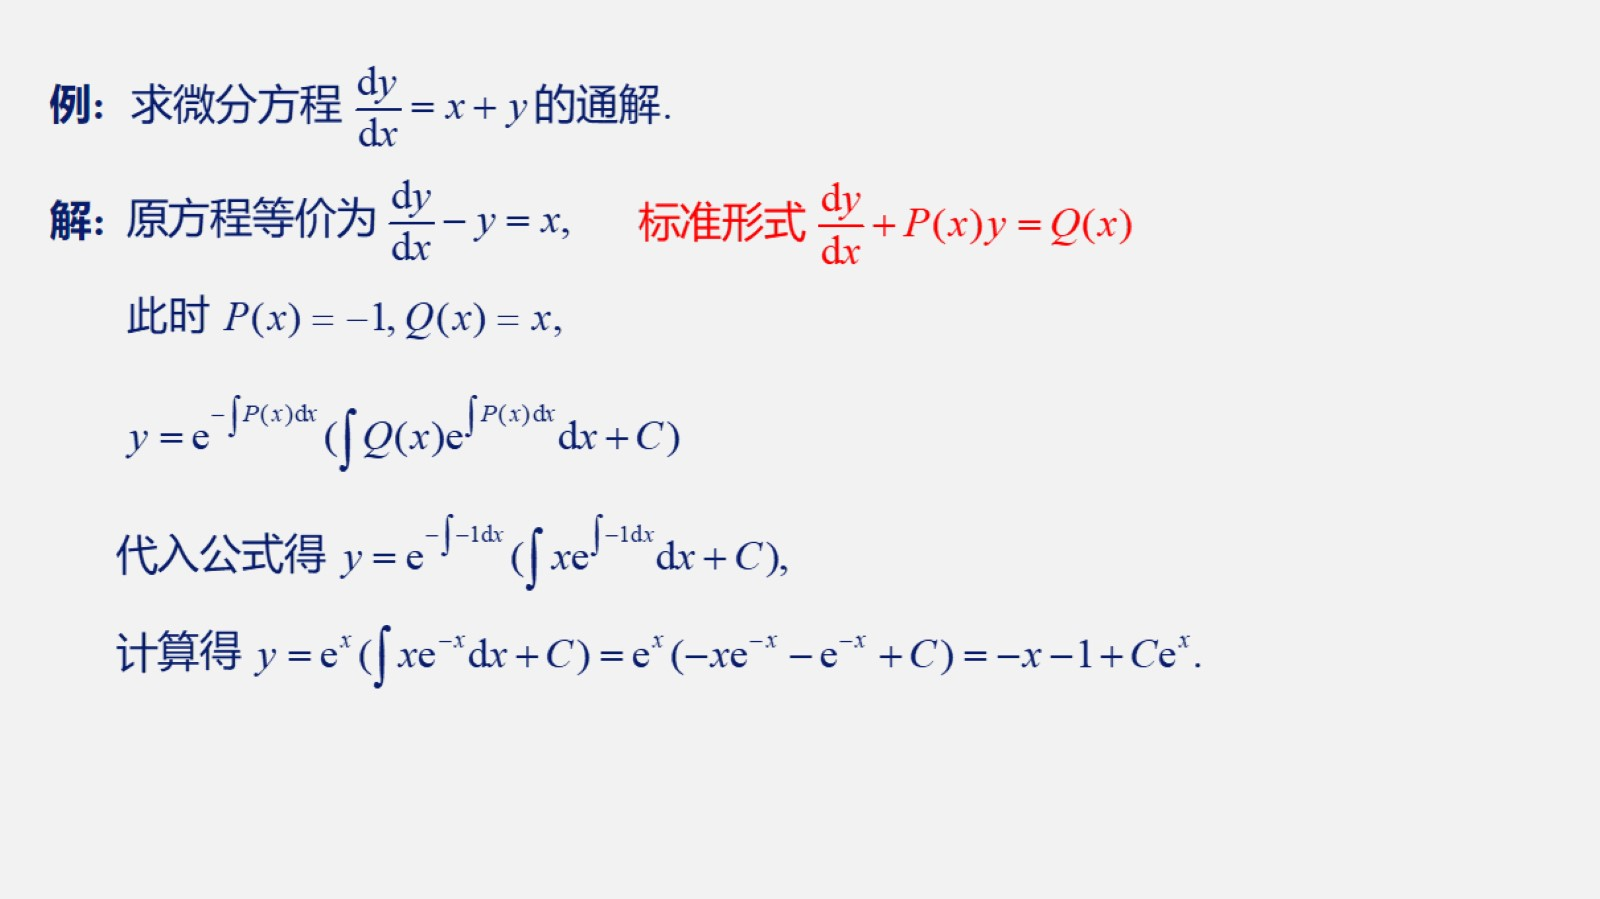 例: 求微分方程 dy/dx = x + y 的通解.
解: 原方程等价为 dy/dx − y = x, 标准形式 dy/dx + P(x)y = Q(x)
此时 P(x) = −1, Q(x) = x,
y = e^{−∫P(x)dx} (∫Q(x)e^{∫P(x)dx} dx + C)
代入公式得 y = e^{−∫−1dx} (∫xe^{∫−1dx} dx + C),
计算得 y = e^x (∫xe^{−x} dx + C) = e^x (−xe^{−x} − e^{−x} + C) = −x − 1 + Ce^x.